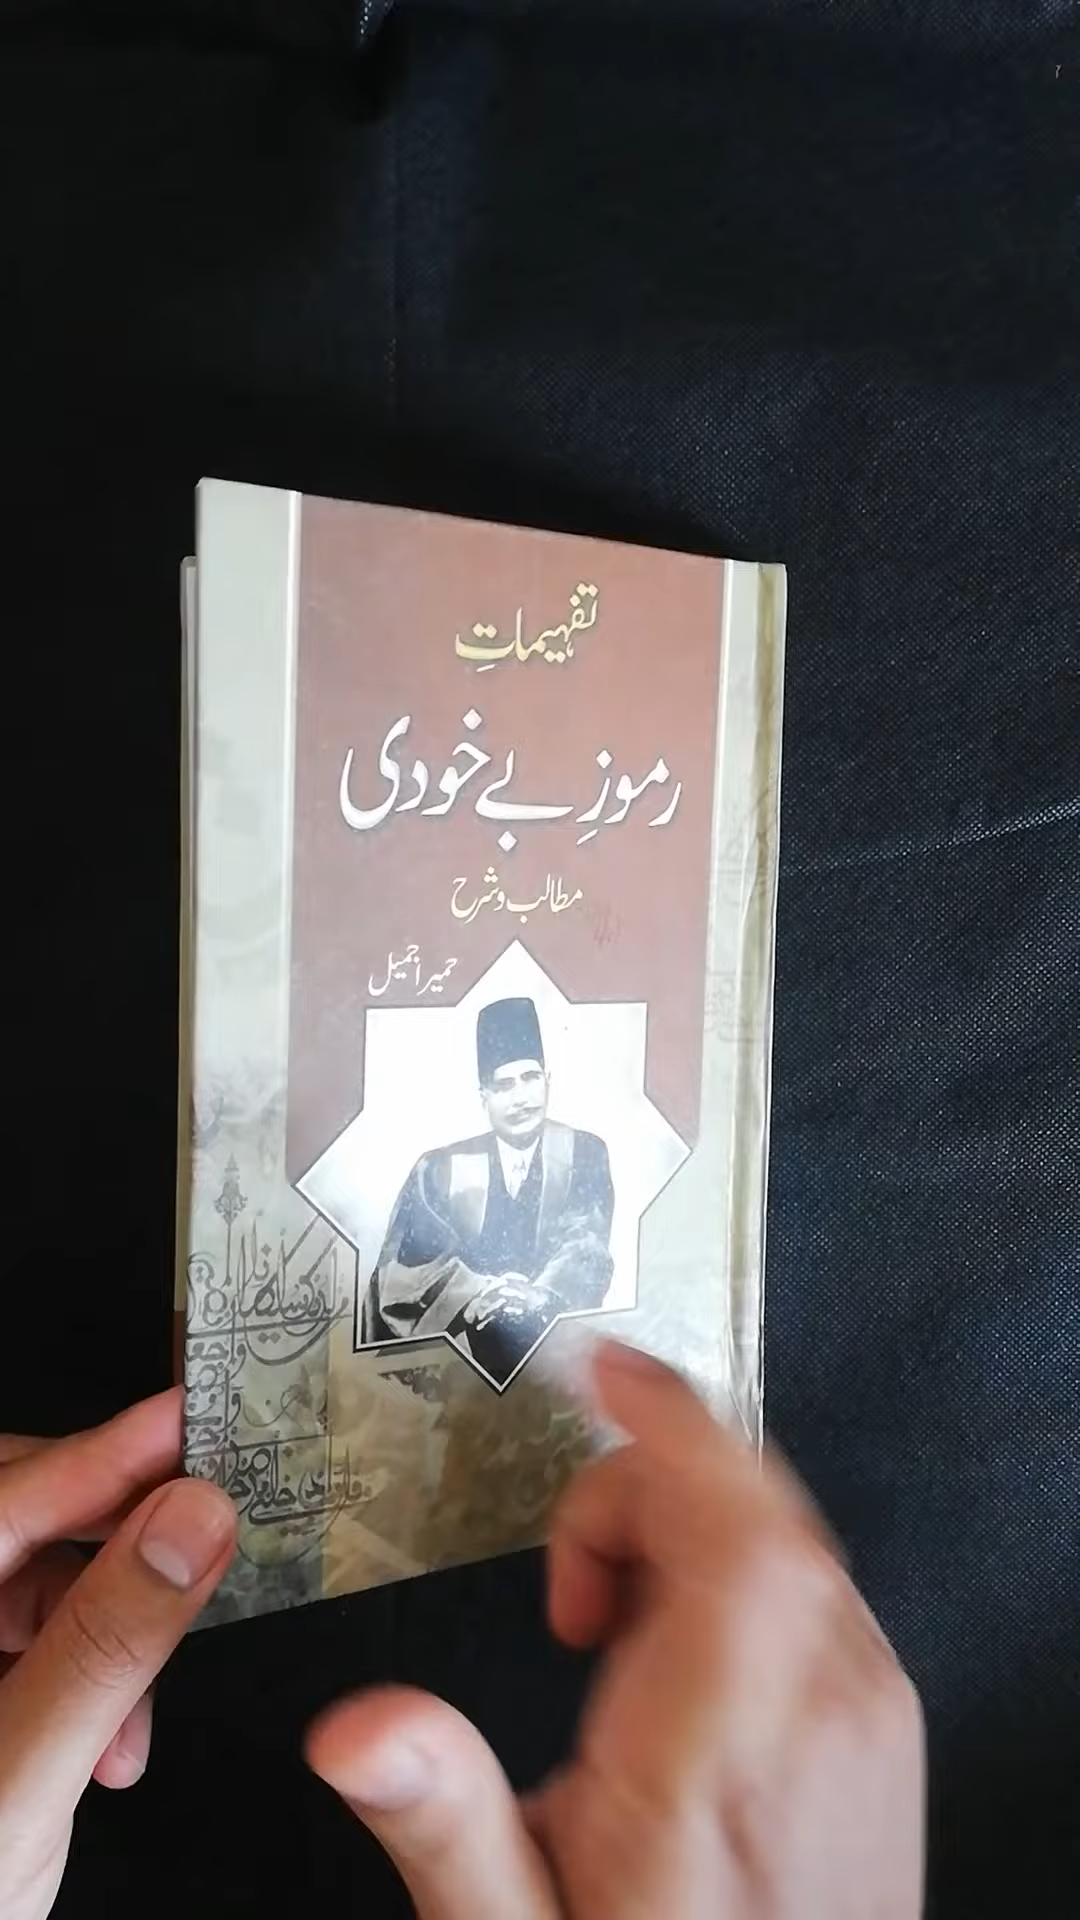 تفہیماتِ
رموزِ بے خودی
مطالب و شرح
حمیرا جمیل